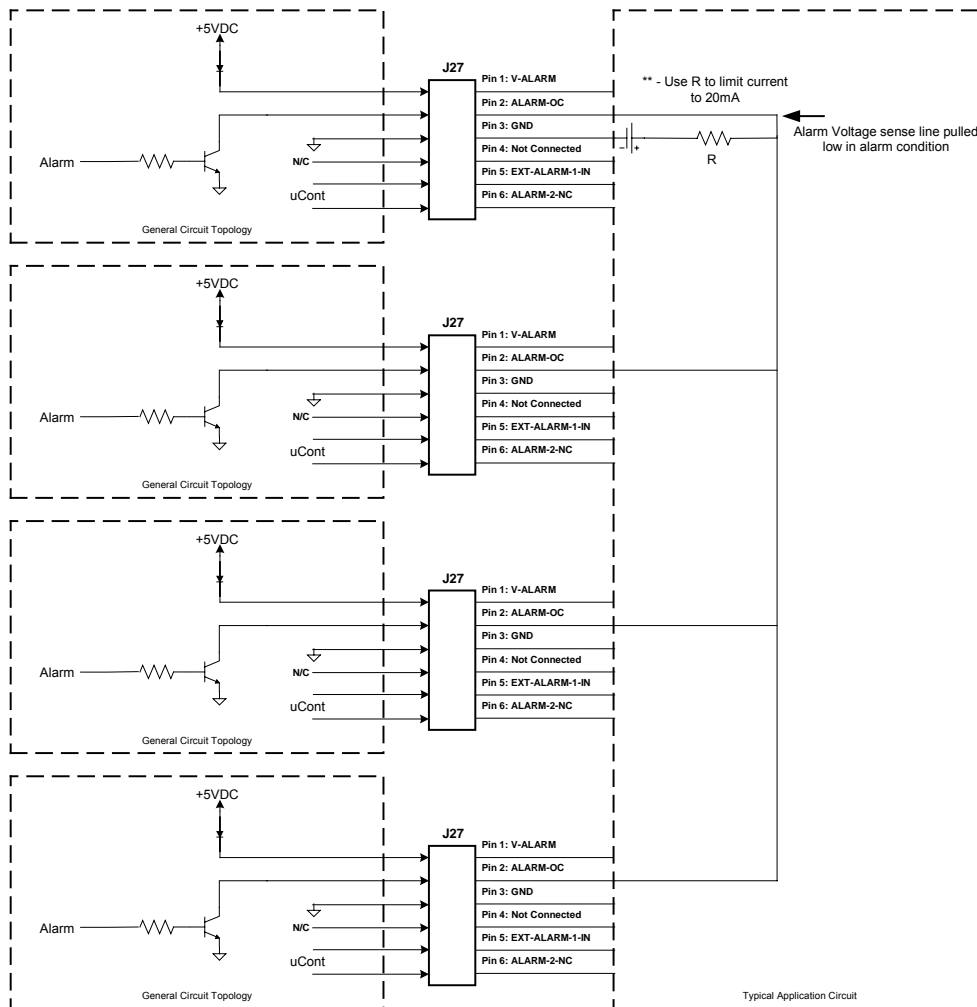 +5VDC
J27
Pin 1: V-ALARM
** - Use R to limit current
to 20mA
Pin 2: ALARM-OC
Alarm Voltage sense line pulled
low in alarm condition
Pin 3: GND
- +
R
Alarm
N/C
Pin 4: Not Connected
uCont
Pin 5: EXT-ALARM-1-IN
Pin 6: ALARM-2-NC
General Circuit Topology
+5VDC
J27
Pin 1: V-ALARM
Pin 2: ALARM-OC
Pin 3: GND
Alarm
N/C
Pin 4: Not Connected
uCont
Pin 5: EXT-ALARM-1-IN
Pin 6: ALARM-2-NC
General Circuit Topology
+5VDC
J27
Pin 1: V-ALARM
Pin 2: ALARM-OC
Pin 3: GND
Alarm
N/C
Pin 4: Not Connected
uCont
Pin 5: EXT-ALARM-1-IN
Pin 6: ALARM-2-NC
General Circuit Topology
+5VDC
J27
Pin 1: V-ALARM
Pin 2: ALARM-OC
Pin 3: GND
Alarm
N/C
Pin 4: Not Connected
uCont
Pin 5: EXT-ALARM-1-IN
Pin 6: ALARM-2-NC
General Circuit Topology
Typical Application Circuit